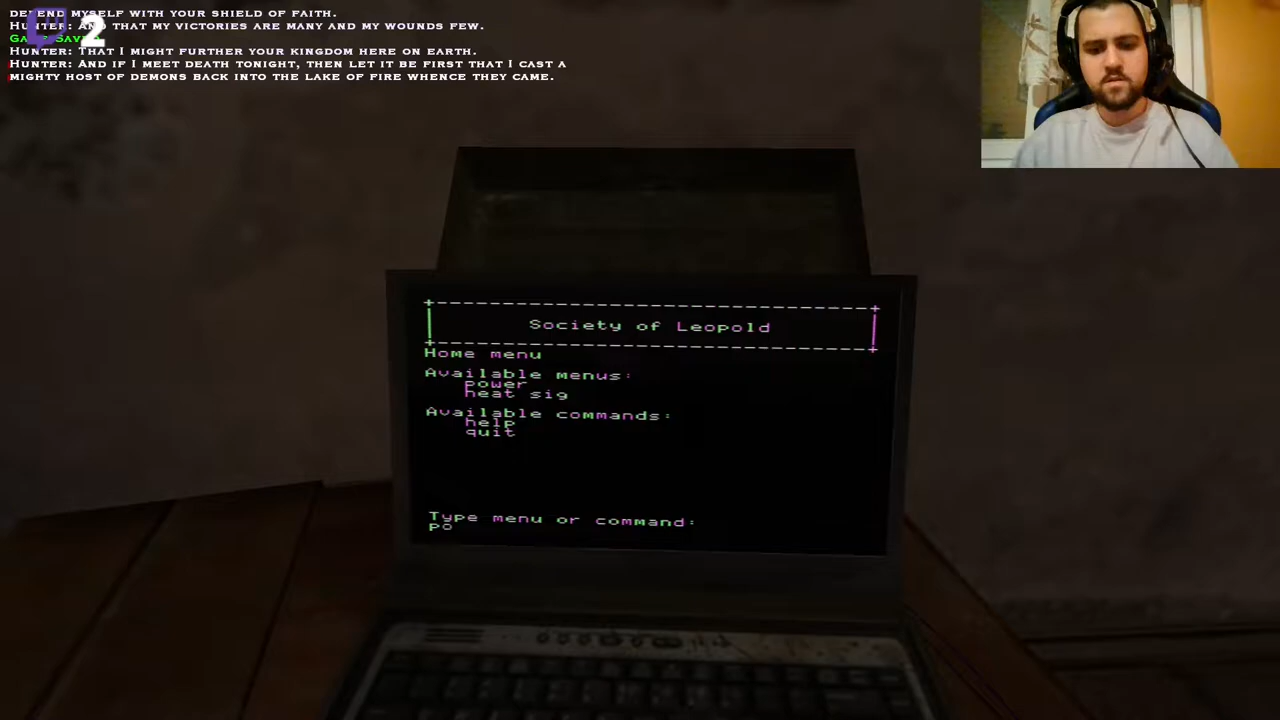 DEFEND MYSELF WITH YOUR SHIELD OF FAITH.
HUNTER: AND THAT MY VICTORIES ARE MANY AND MY WOUNDS FEW.
2
HUNTER: THAT I MIGHT FURTHER YOUR KINGDOM HERE ON EARTH.
HUNTER: AND IF I MEET DEATH TONIGHT, THEN LET IT BE FIRST THAT I CAST A
MIGHTY HOST OF DEMONS BACK INTO THE LAKE OF FIRE WHENCE THEY CAME.
Society of Leopold
Home menu
Available menus:
power
heat sig
Available commands:
help
quit
Type menu or command:
po